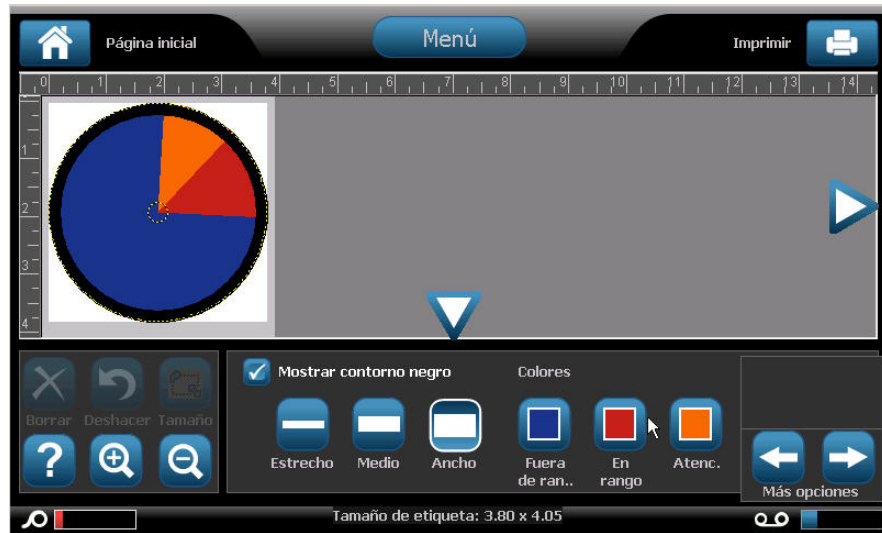 Página inicial
Menú
Imprimir
0 1 2 3 4 5 6 7 8 9 10 11 12 13 14
1
2
3
4
Mostrar contorno negro
Colores
Borrar Deshacer Tamaño
?
Estrecho Medio Ancho
Fuera
de ran..
En
rango
Atenc.
Más opciones
Tamaño de etiqueta: 3.80 x 4.05